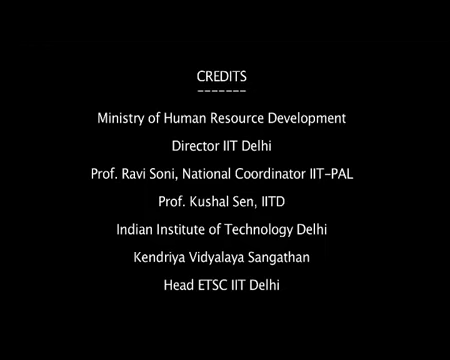 CREDITS
-------
Ministry of Human Resource Development
Director IIT Delhi
Prof. Ravi Soni, National Coordinator IIT-PAL
Prof. Kushal Sen, IITD
Indian Institute of Technology Delhi
Kendriya Vidyalaya Sangathan
Head ETSC IIT Delhi